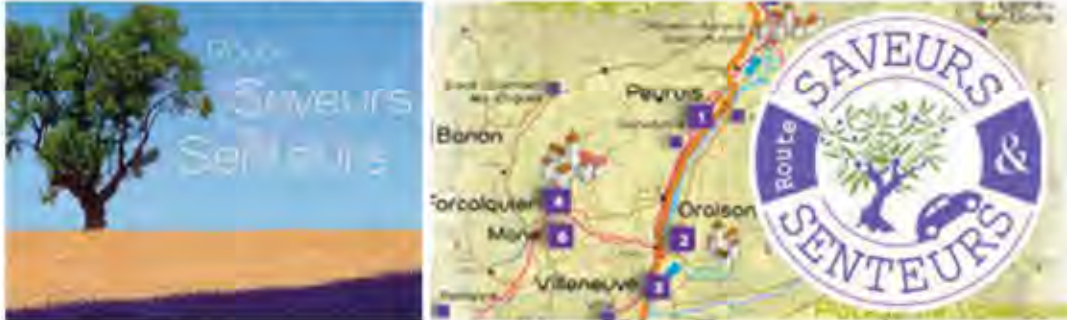 Route
Saveurs
Senteurs
Peyruis
1
Banon
Forcalquier
4
Oraison
Mane
6
2
Villeneuve
3
SAVEURS
Route
&
SENTEURS